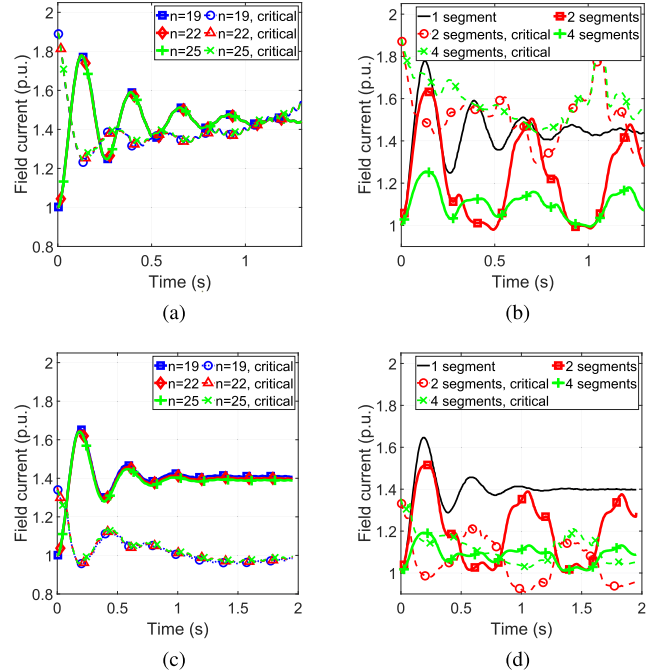 n=19 n=19, critical
n=22 n=22, critical
n=25 n=25, critical
2
1.8
1.6
1.4
1.2
1
0.8
Field current (p.u.)
0 0.5 1
Time (s)
(a)
1 segment 2 segments
2 segments, critical 4 segments
4 segments, critical
2
1.8
1.6
1.4
1.2
1
Field current (p.u.)
0 0.5 1
Time (s)
(b)
n=19 n=19, critical
n=22 n=22, critical
n=25 n=25, critical
2
1.8
1.6
1.4
1.2
1
0.8
Field current (p.u.)
0 0.5 1 1.5 2
Time (s)
(c)
1 segment 2 segments
2 segments, critical 4 segments
4 segments, critical
2
1.8
1.6
1.4
1.2
1
Field current (p.u.)
0 0.5 1 1.5 2
Time (s)
(d)